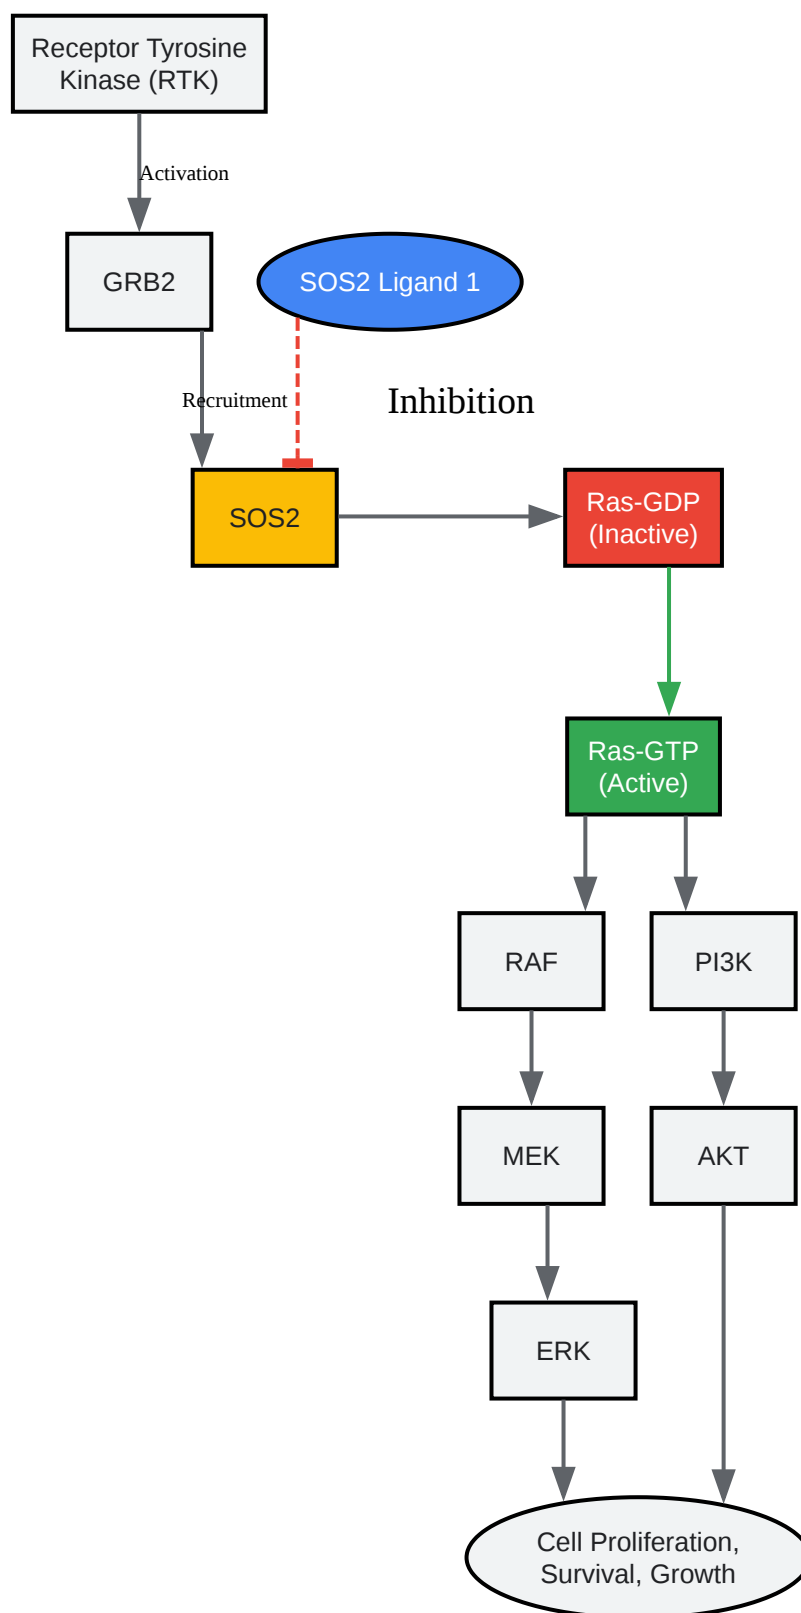 Receptor Tyrosine
Kinase (RTK)
Activation
GRB2
SOS2 Ligand 1
Recruitment
Inhibition
SOS2
Ras-GDP
(Inactive)
Ras-GTP
(Active)
RAF
PI3K
MEK
AKT
ERK
Cell Proliferation,
Survival, Growth